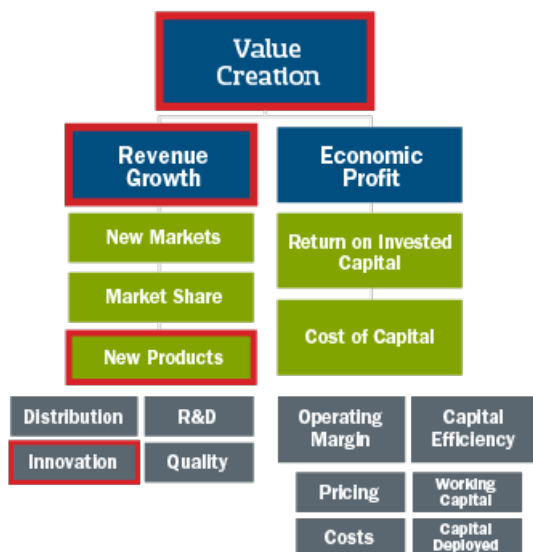 Value
Creation
Revenue
Growth
Economic
Profit
New Markets
Market Share
New Products
Return on Invested
Capital
Cost of Capital
Distribution
R&D
Innovation
Quality
Operating
Margin
Capital
Efficiency
Pricing
Working
Capital
Costs
Capital
Deployed